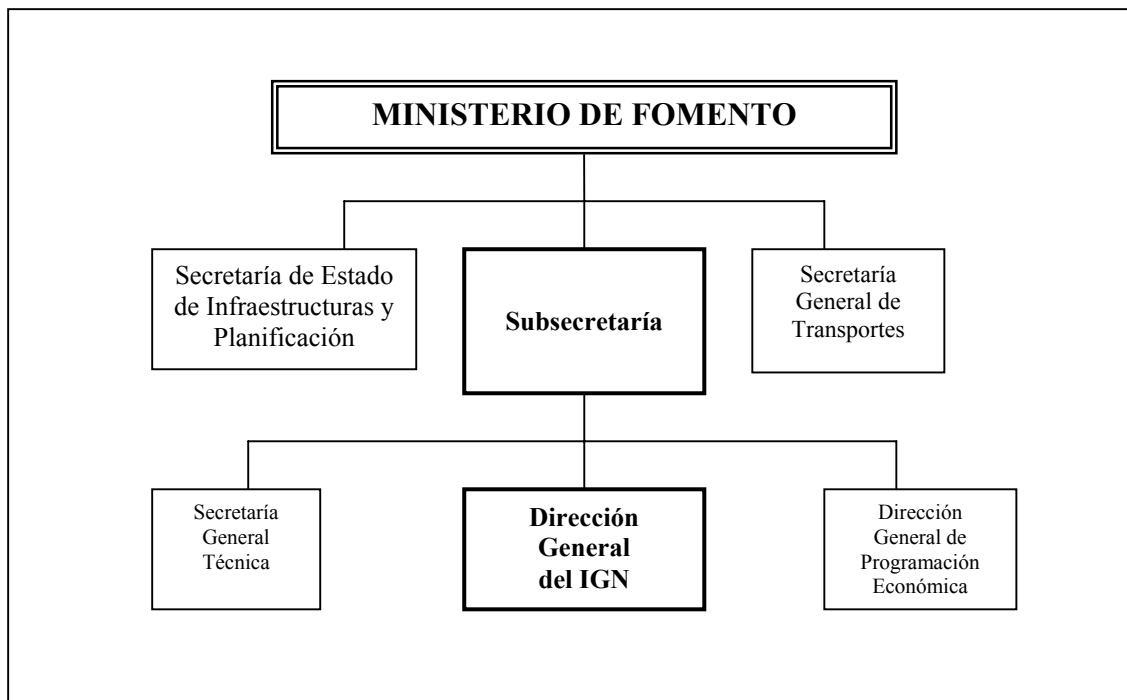 MINISTERIO DE FOMENTO
Secretaría de Estado
de Infraestructuras y
Planificación
Subsecretaría
Secretaría
General de
Transportes
Secretaría
General
Técnica
Dirección
General
del IGN
Dirección
General de
Programación
Económica